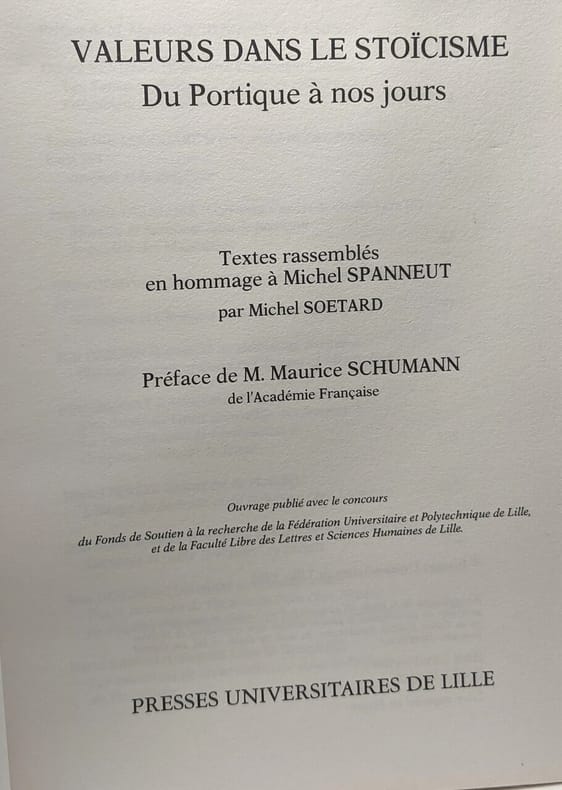 VALEURS DANS LE STOÏCISME
Du Portique à nos jours
Textes rassemblés
en hommage à Michel SPANNEUT
par Michel SOETARD
Préface de M. Maurice SCHUMANN
de l'Académie Française
Ouvrage publié avec le concours
du Fonds de Soutien à la recherche de la Fédération Universitaire et Polytechnique de Lille,
et de la Faculté Libre des Lettres et Sciences Humaines de Lille.
PRESSES UNIVERSITAIRES DE LILLE